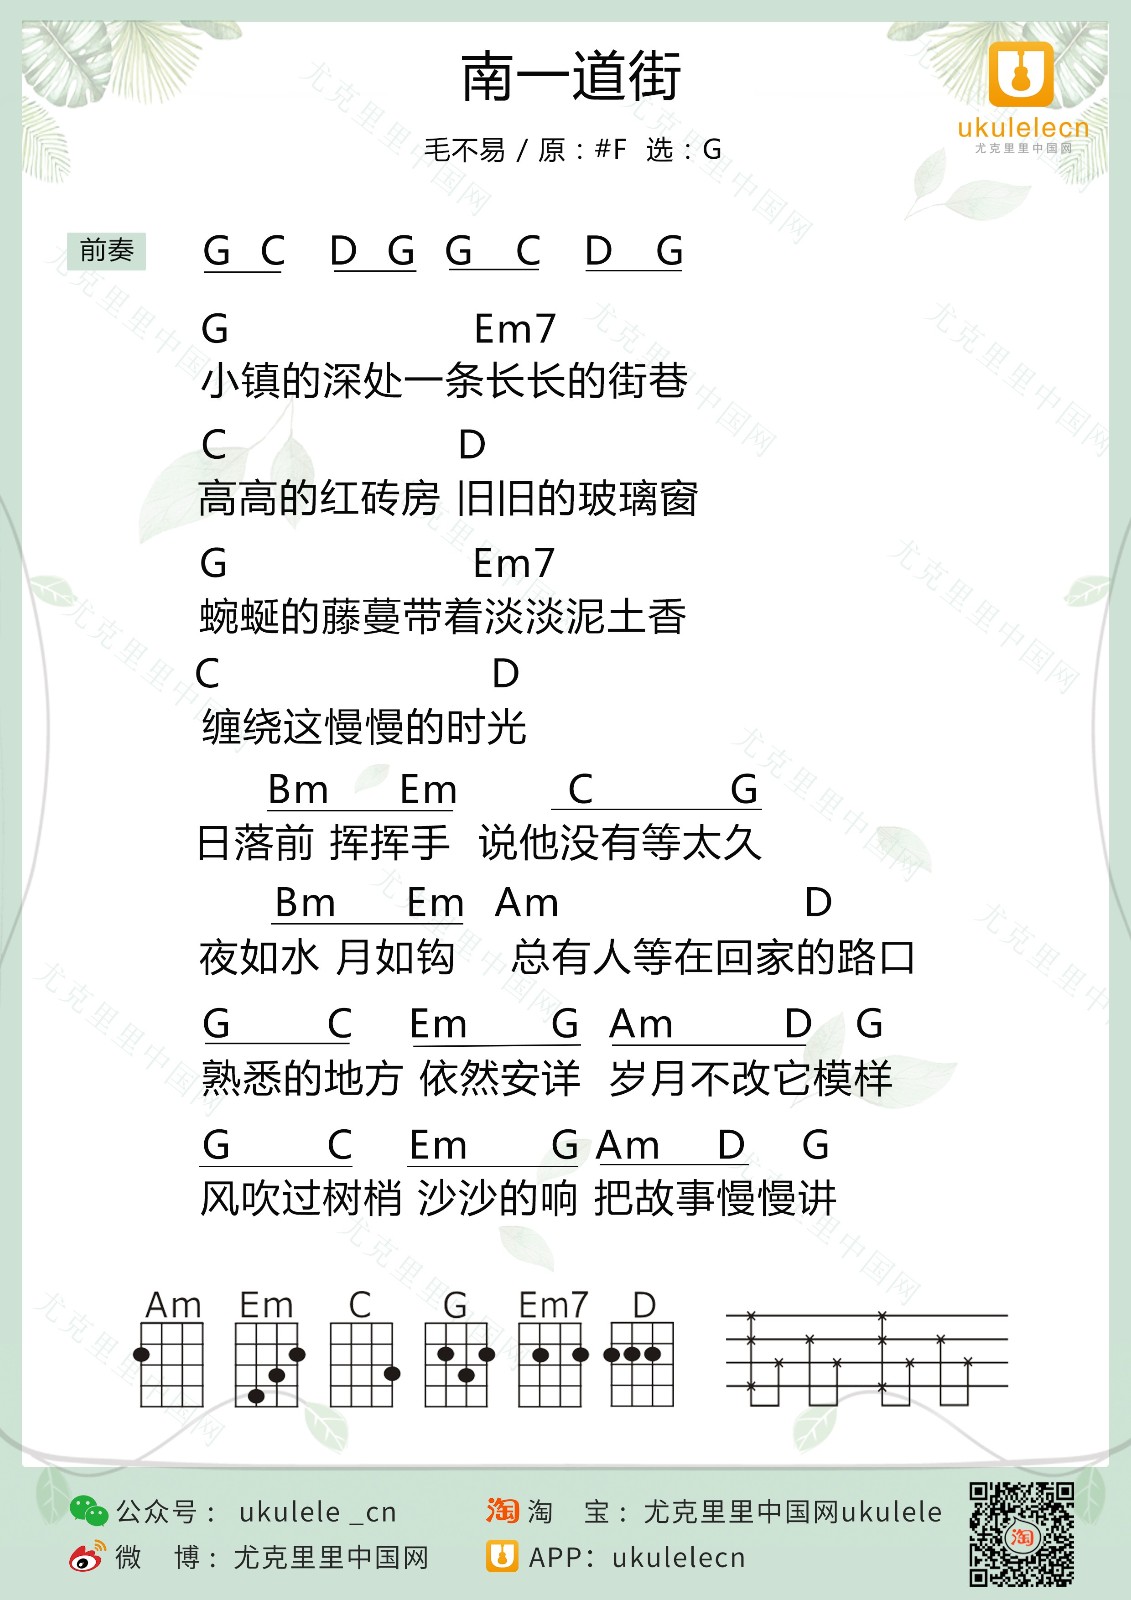 南一道街
毛不易 / 原：#F 选：G
ukulelecn
尤克里里中国网
前奏 G C D G G C D G
G Em7
小镇的深处一条长长的街巷
C D
高高的红砖房 旧旧的玻璃窗
G Em7
蜿蜒的藤蔓带着淡淡泥土香
C D
缠绕这慢慢的时光
Bm Em C G
日落前 挥挥手 说他没有等太久
Bm Em Am D
夜如水 月如钩 总有人等在回家的路口
G C Em G Am D G
熟悉的地方 依然安详 岁月不改它模样
G C Em G Am D G
风吹过树梢 沙沙的响 把故事慢慢讲
Am Em C G Em7 D
公众号： ukulele _cn
淘 淘 宝：尤克里里中国网ukulele
微 博：尤克里里中国网
APP：ukulelecn
淘